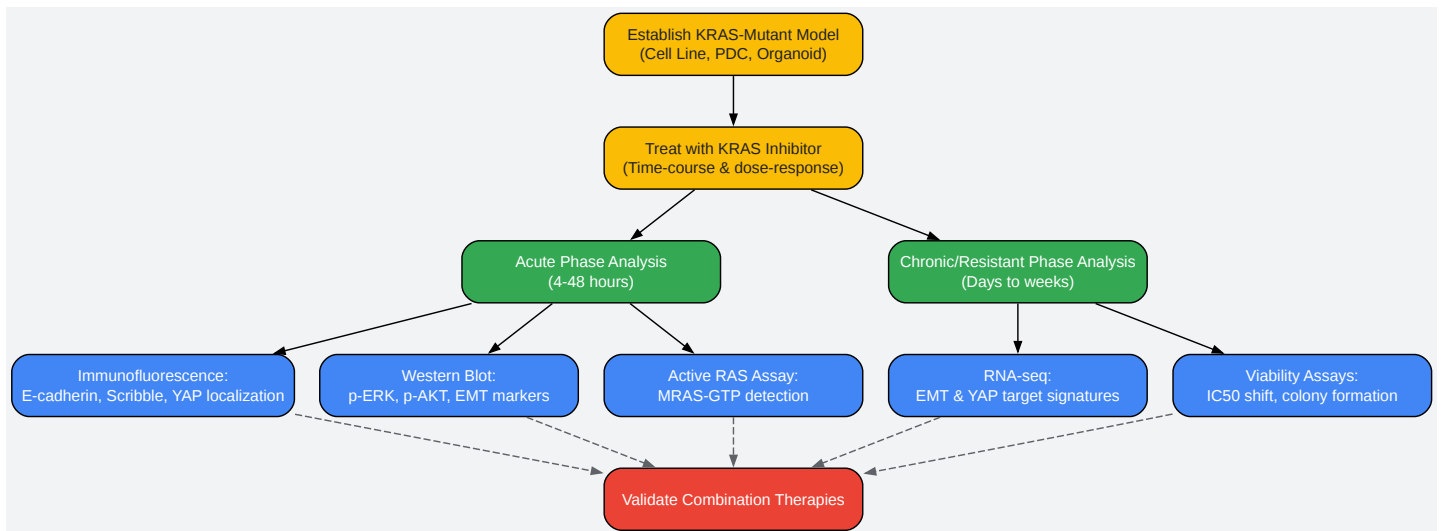 Establish KRAS-Mutant Model
(Cell Line, PDC, Organoid)
Treat with KRAS Inhibitor
(Time-course & dose-response)
Acute Phase Analysis
(4-48 hours)
Chronic/Resistant Phase Analysis
(Days to weeks)
Immunofluorescence:
E-cadherin, Scribble, YAP localization
Western Blot:
p-ERK, p-AKT, EMT markers
Active RAS Assay:
MRAS-GTP detection
RNA-seq:
EMT & YAP target signatures
Viability Assays:
IC50 shift, colony formation
Validate Combination Therapies